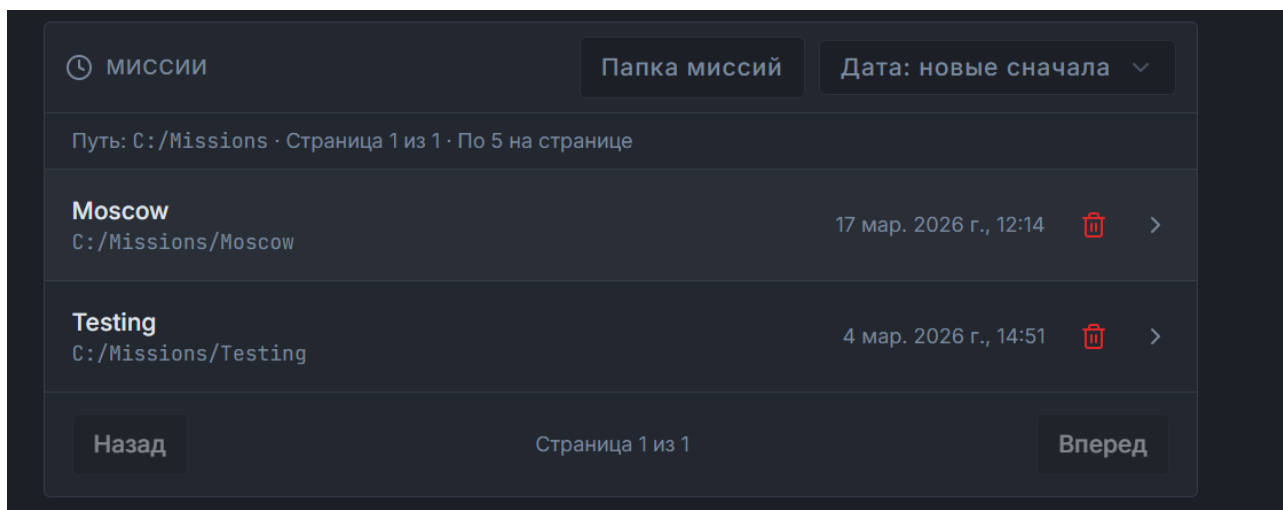 МИССИИ
Папка миссий
Дата: новые сначала
Путь: C:/Missions · Страница 1 из 1 · По 5 на странице
Moscow
17 мар. 2026 г., 12:14
C:/Missions/Moscow
Testing
4 мар. 2026 г., 14:51
C:/Missions/Testing
Назад
Страница 1 из 1
Вперед